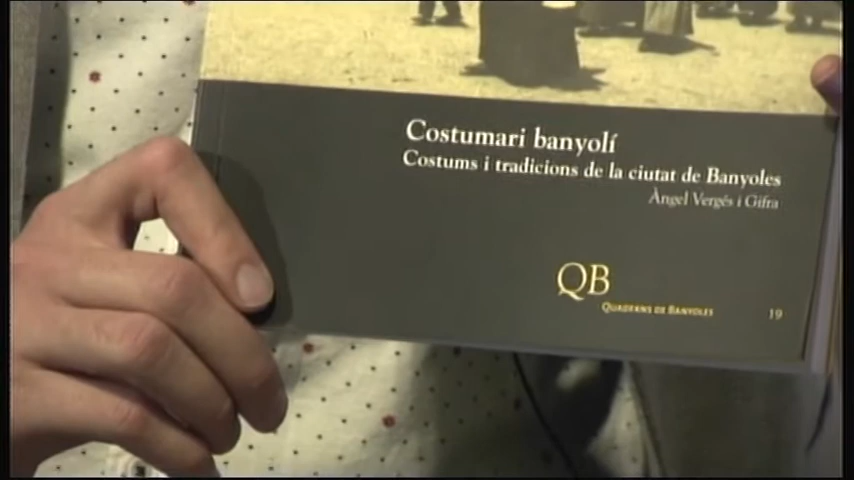 Costumari banyolí
Costums i tradicions de la ciutat de Banyoles
Àngel Vergés i Gifra
QB
Quaderns de Banyoles
19